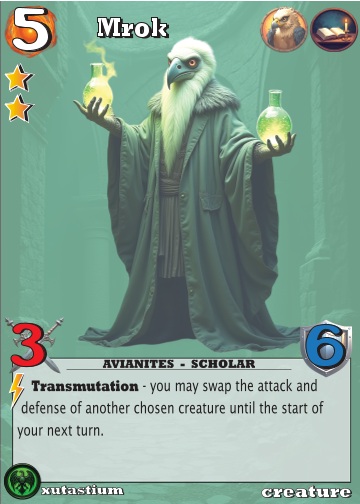 5
Mrok
3
6
AVIANITES - SCHOLAR
Transmutation - you may swap the attack and
defense of another chosen creature until the start of
your next turn.
xutastium
creature